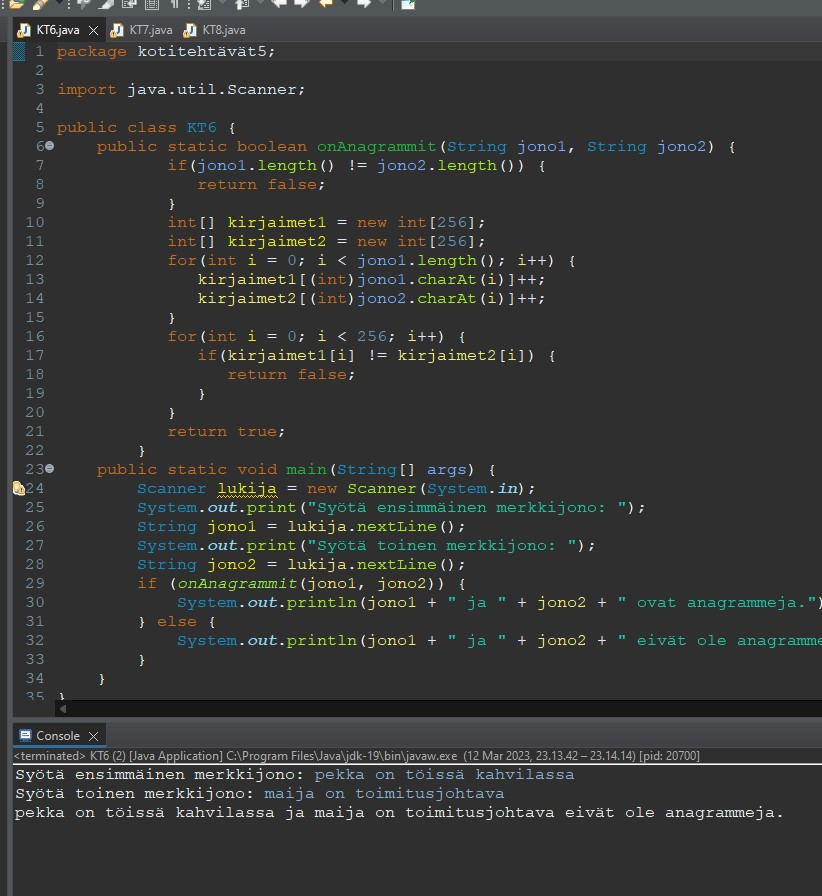 KT6.java KT7.java KT8.java
1 package kotitehtävät5;
2
3 import java.util.Scanner;
4
5 public class KT6 {
6 public static boolean onAnagrammit(String jono1, String jono2) {
7 if(jono1.length() != jono2.length()) {
8 return false;
9 }
10 int[] kirjaimet1 = new int[256];
11 int[] kirjaimet2 = new int[256];
12 for(int i = 0; i < jono1.length(); i++) {
13 kirjaimet1[(int)jono1.charAt(i)]++;
14 kirjaimet2[(int)jono2.charAt(i)]++;
15 }
16 for(int i = 0; i < 256; i++) {
17 if(kirjaimet1[i] != kirjaimet2[i]) {
18 return false;
19 }
20 }
21 return true;
22 }
23 public static void main(String[] args) {
24 Scanner lukija = new Scanner(System.in);
25 System.out.print("Syötä ensimmäinen merkkijono: ");
26 String jono1 = lukija.nextLine();
27 System.out.print("Syötä toinen merkkijono: ");
28 String jono2 = lukija.nextLine();
29 if (onAnagrammit(jono1, jono2)) {
30 System.out.println(jono1 + " ja " + jono2 + " ovat anagrammeja.")
31 } else {
32 System.out.println(jono1 + " ja " + jono2 + " eivät ole anagramme
33 }
34 }
35 }
Console
<terminated> KT6 (2) [Java Application] C:\Program Files\Java\jdk-19\bin\javaw.exe (12 Mar 2023, 23.13.42 – 23.14.14) [pid: 20700]
Syötä ensimmäinen merkkijono: pekka on töissä kahvilassa
Syötä toinen merkkijono: maija on toimitusjohtava
pekka on töissä kahvilassa ja maija on toimitusjohtava eivät ole anagrammeja.